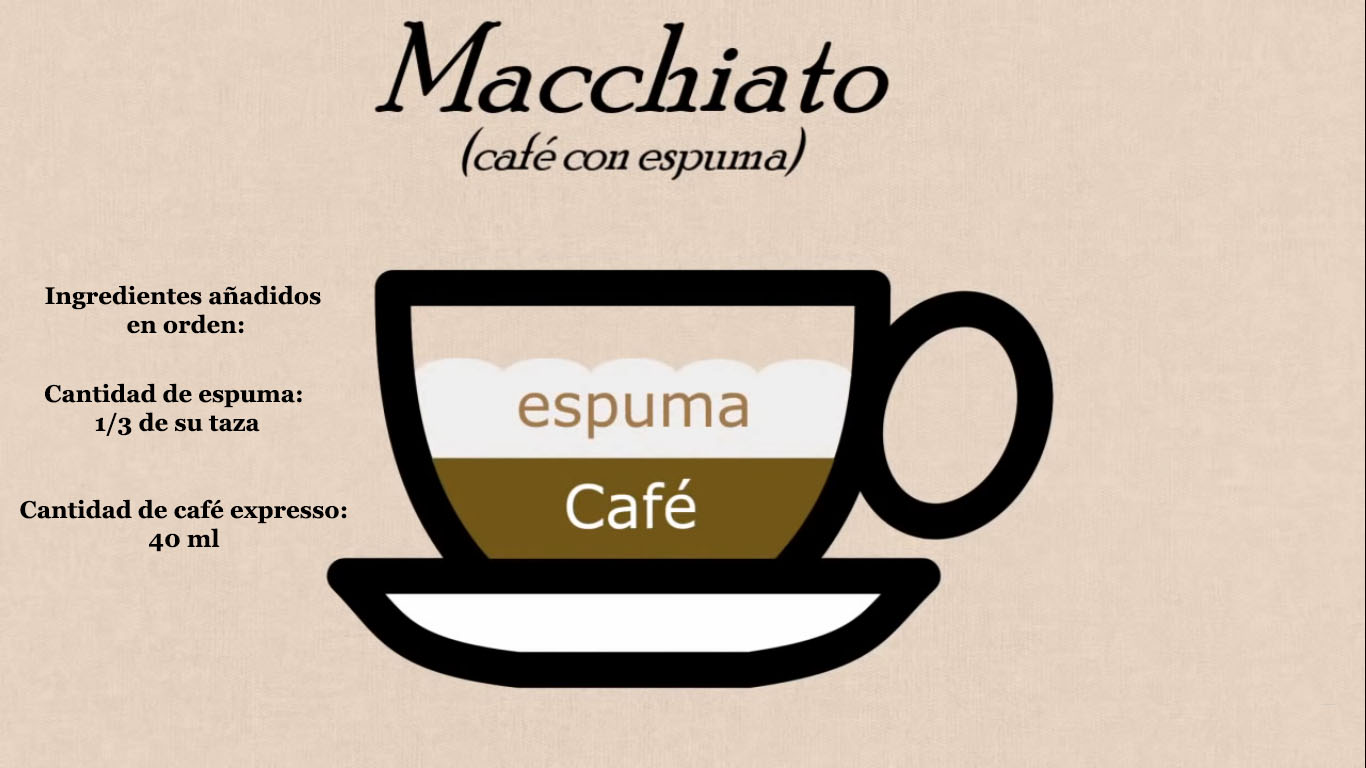 Macchiato
(café con espuma)
Ingredientes añadidos
en orden:
Cantidad de espuma:
1/3 de su taza
espuma
Cantidad de café expresso:
40 ml
Café